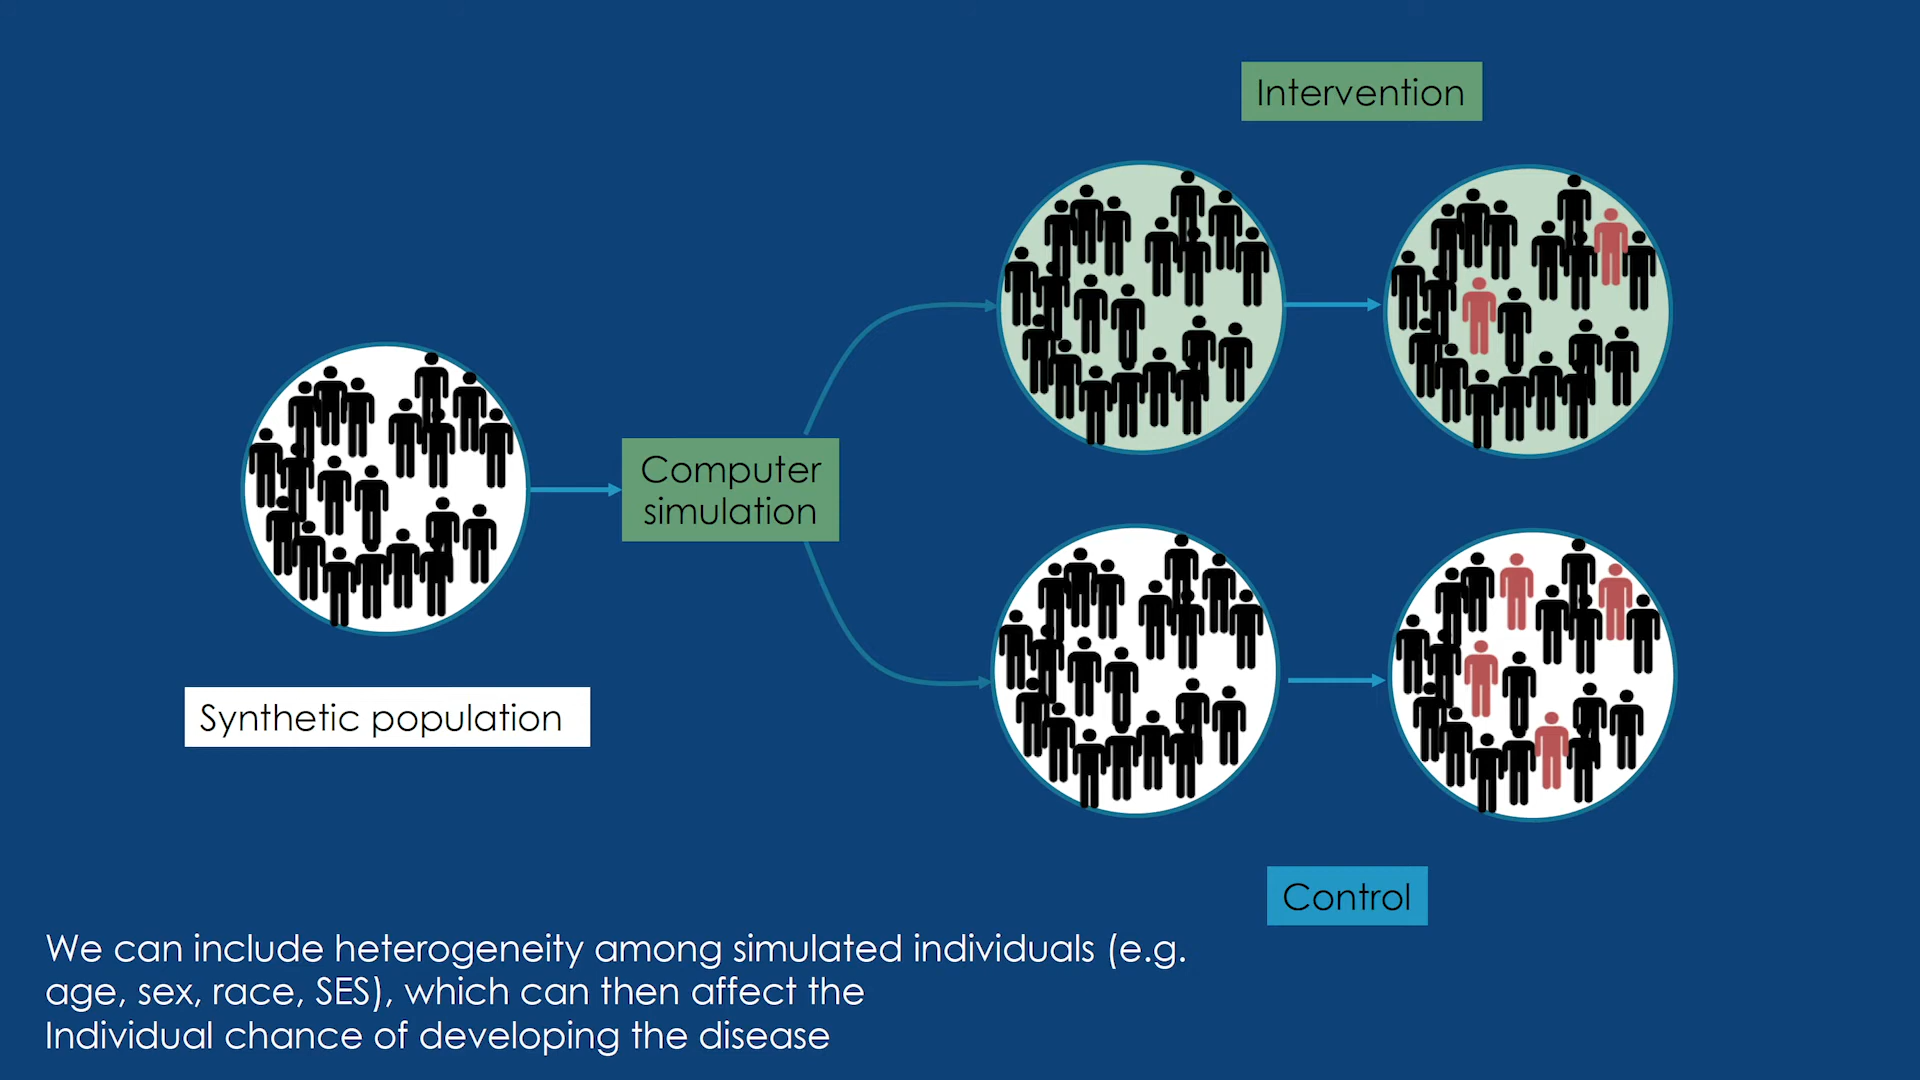 Intervention
Computer
simulation
Synthetic population
Control
We can include heterogeneity among simulated individuals (e.g.
age, sex, race, SES), which can then affect the
Individual chance of developing the disease